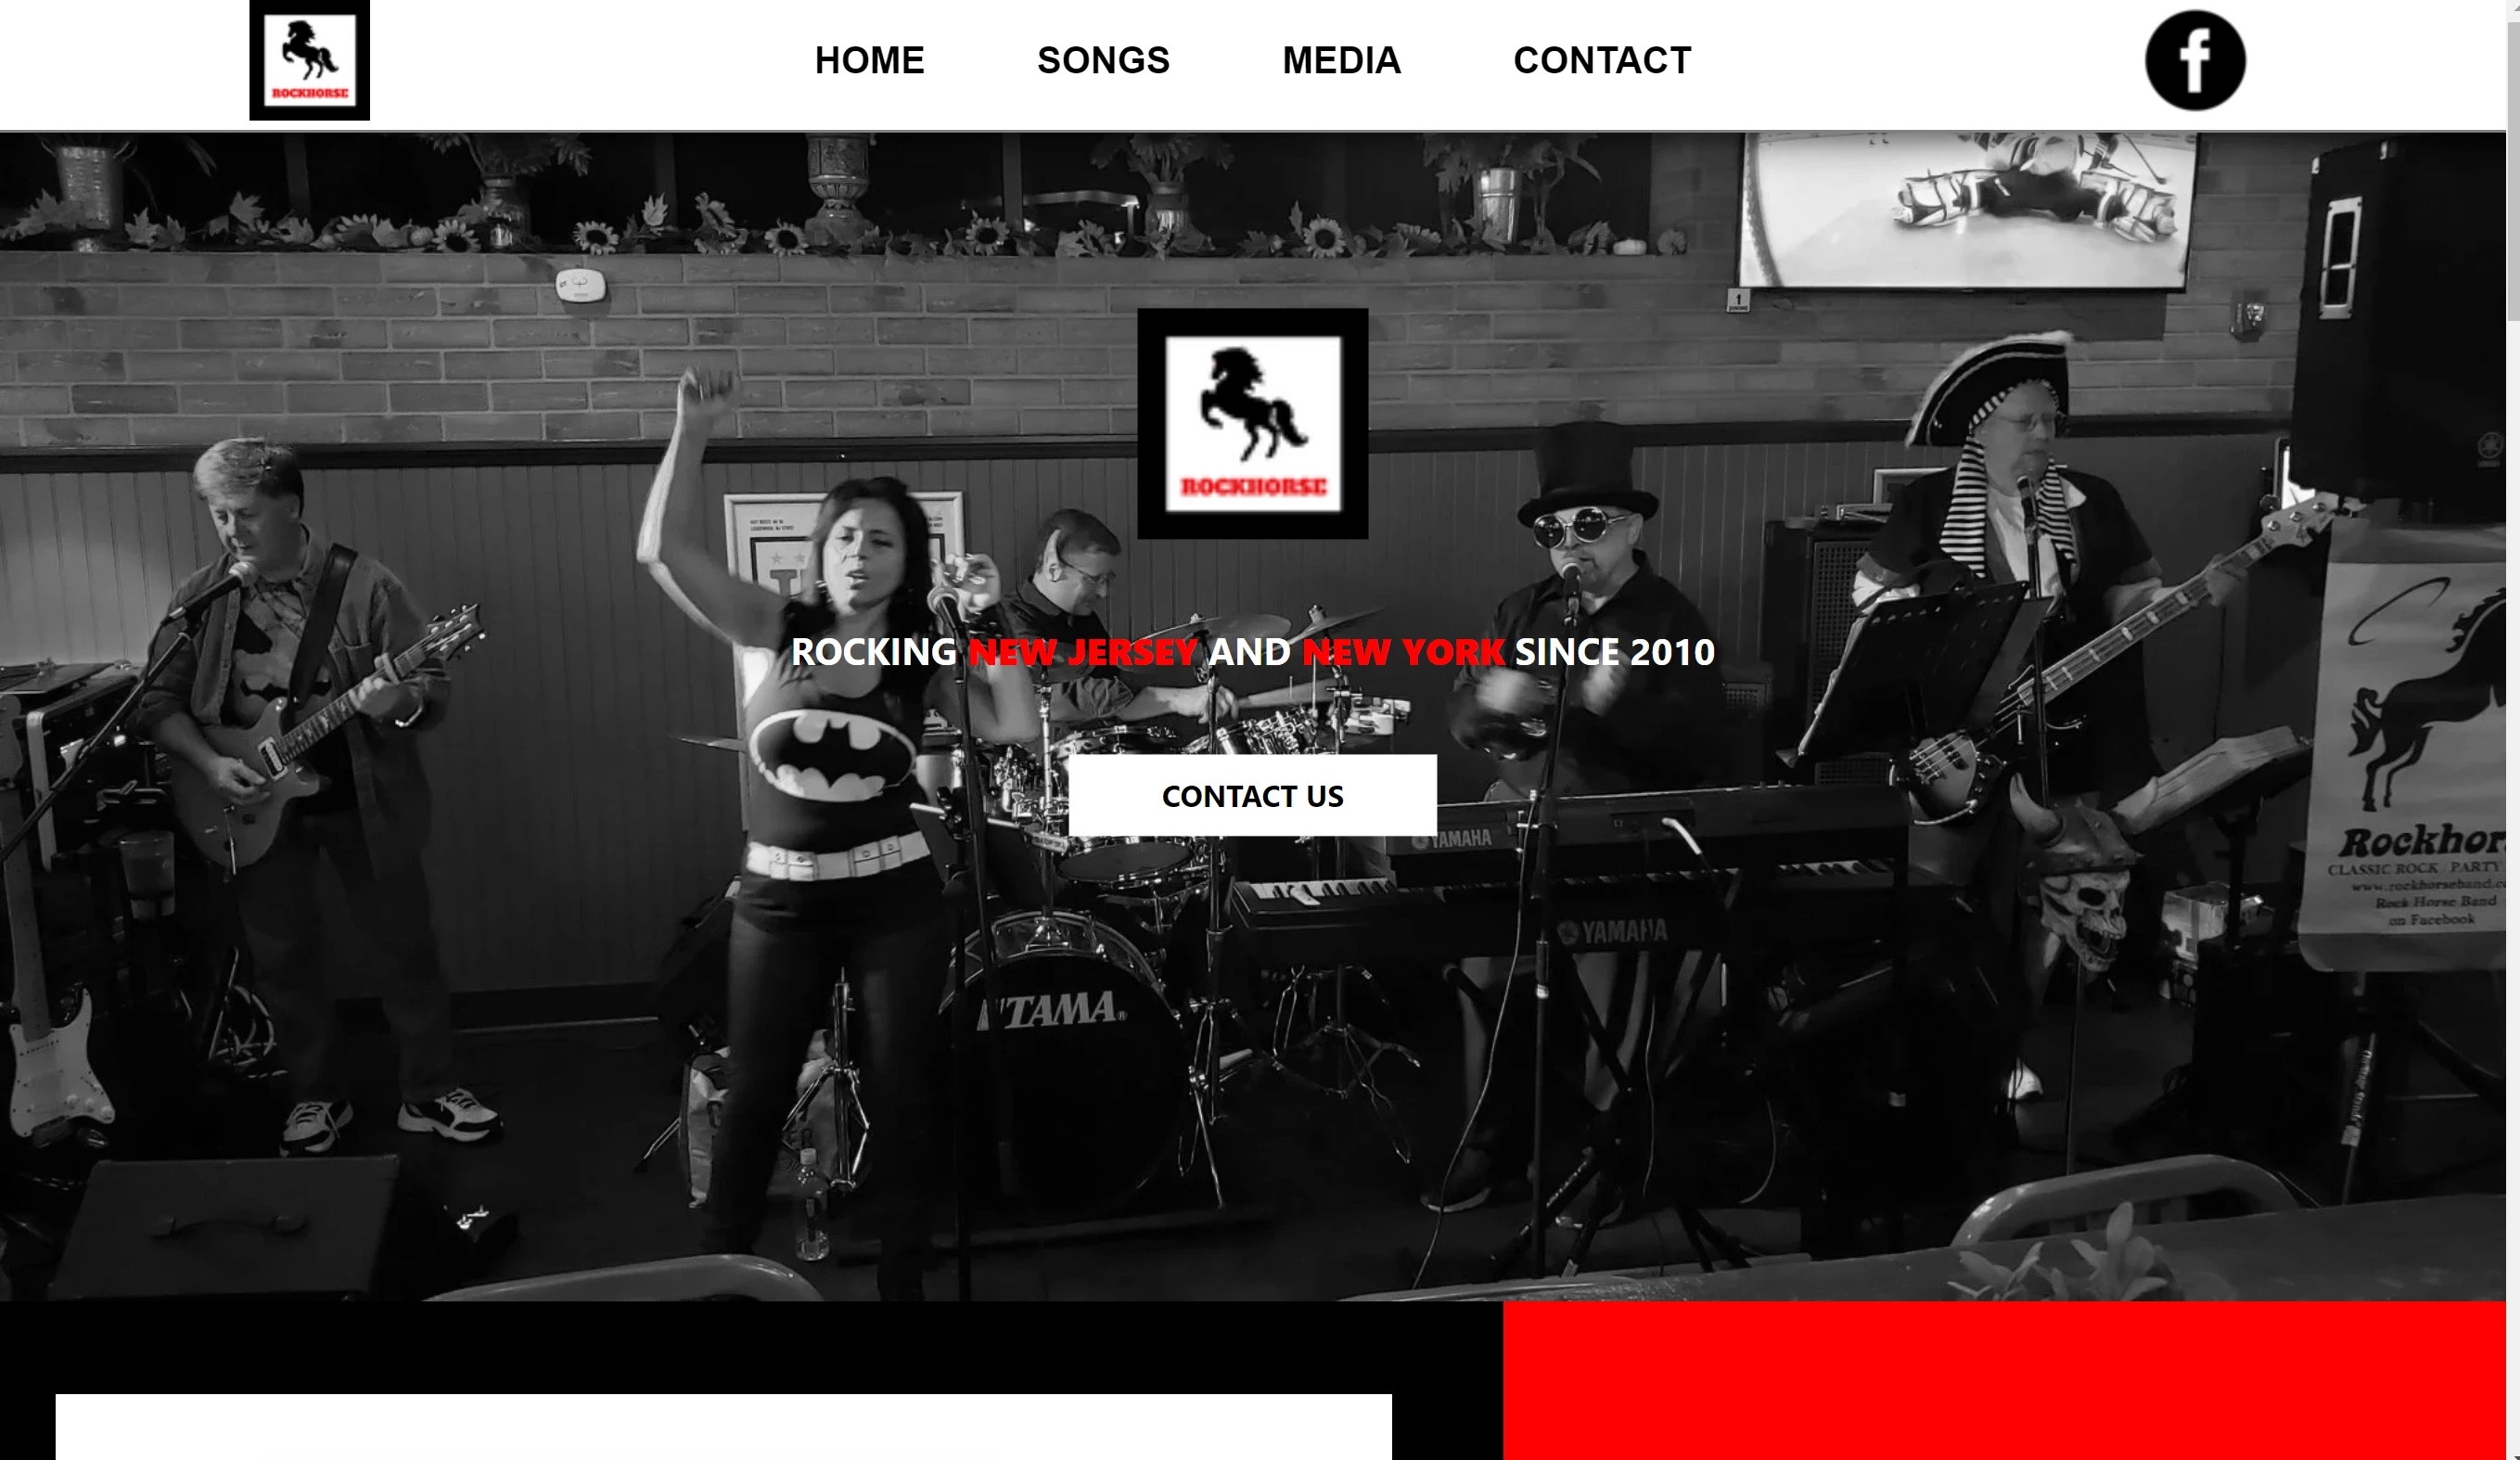 ROCKHORSE
HOME SONGS MEDIA CONTACT
f
1
ROCKHORSE
ROCKING NEW JERSEY AND NEW YORK SINCE 2010
CONTACT US
YAMAHA
YAMAHA
TAMA
Rockhor
CLASSIC ROCK PARTY
www.rockhorseband.c
Rock Horse Band
on Facebook